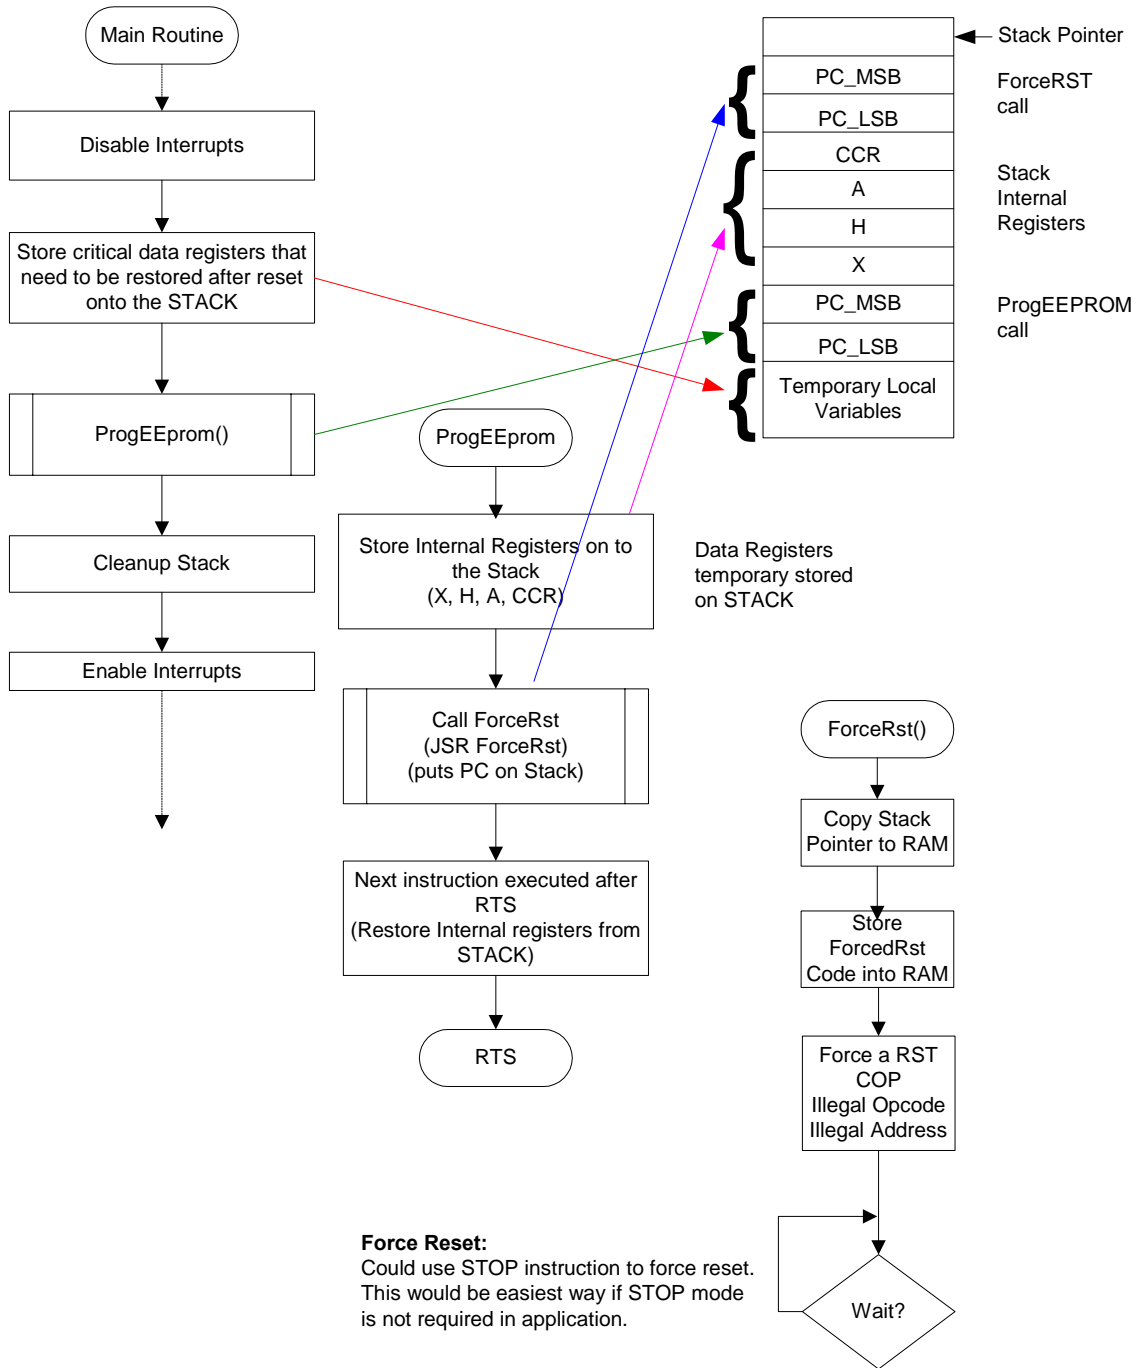 Main Routine
Disable Interrupts
Store critical data registers that
need to be restored after reset
onto the STACK
ProgEEprom()
Cleanup Stack
Enable Interrupts
ProgEEprom
Store Internal Registers on to
the Stack
(X, H, A, CCR)
Call ForceRst
(JSR ForceRst)
(puts PC on Stack)
Next instruction executed after
RTS
(Restore Internal registers from
STACK)
RTS
Stack Pointer
PC_MSB
PC_LSB
ForceRST
call
CCR
A
H
X
Stack
Internal
Registers
PC_MSB
PC_LSB
ProgEEPROM
call
Temporary Local
Variables
Data Registers
temporary stored
on STACK
ForceRst()
Copy Stack
Pointer to RAM
Store
ForcedRst
Code into RAM
Force a RST
COP
Illegal Opcode
Illegal Address
Wait?
Force Reset:
Could use STOP instruction to force reset.
This would be easiest way if STOP mode
is not required in application.